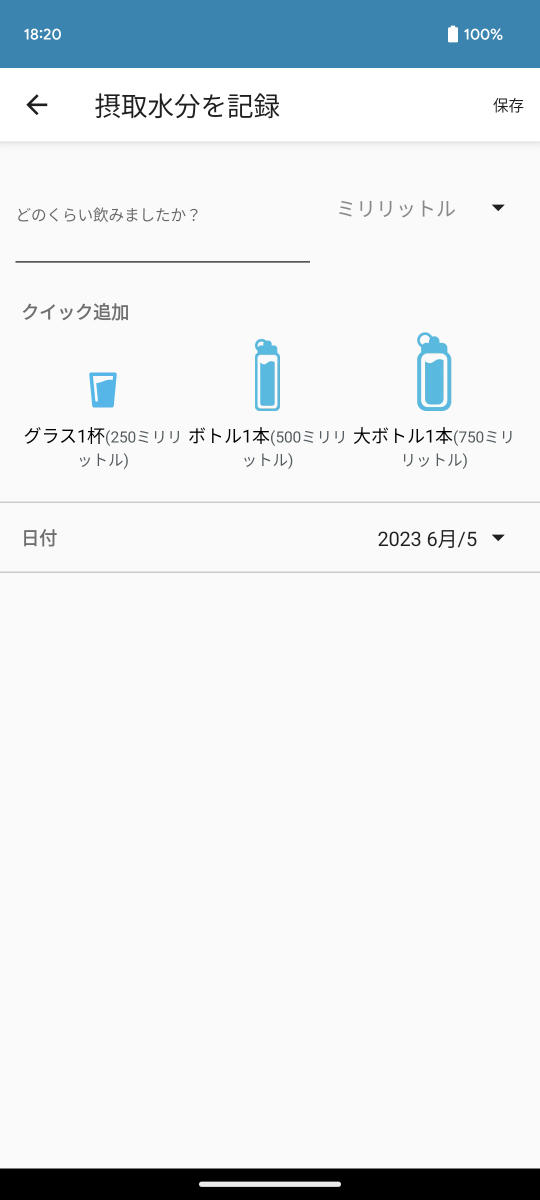 18:20
100%
摂取水分を記録
保存
どのくらい飲みましたか？
ミリリットル
クイック追加
グラス1杯(250ミリリ
ットル)
ボトル1本(500ミリリ
ットル)
大ボトル1本(750ミリ
リットル)
日付
2023 6月/5